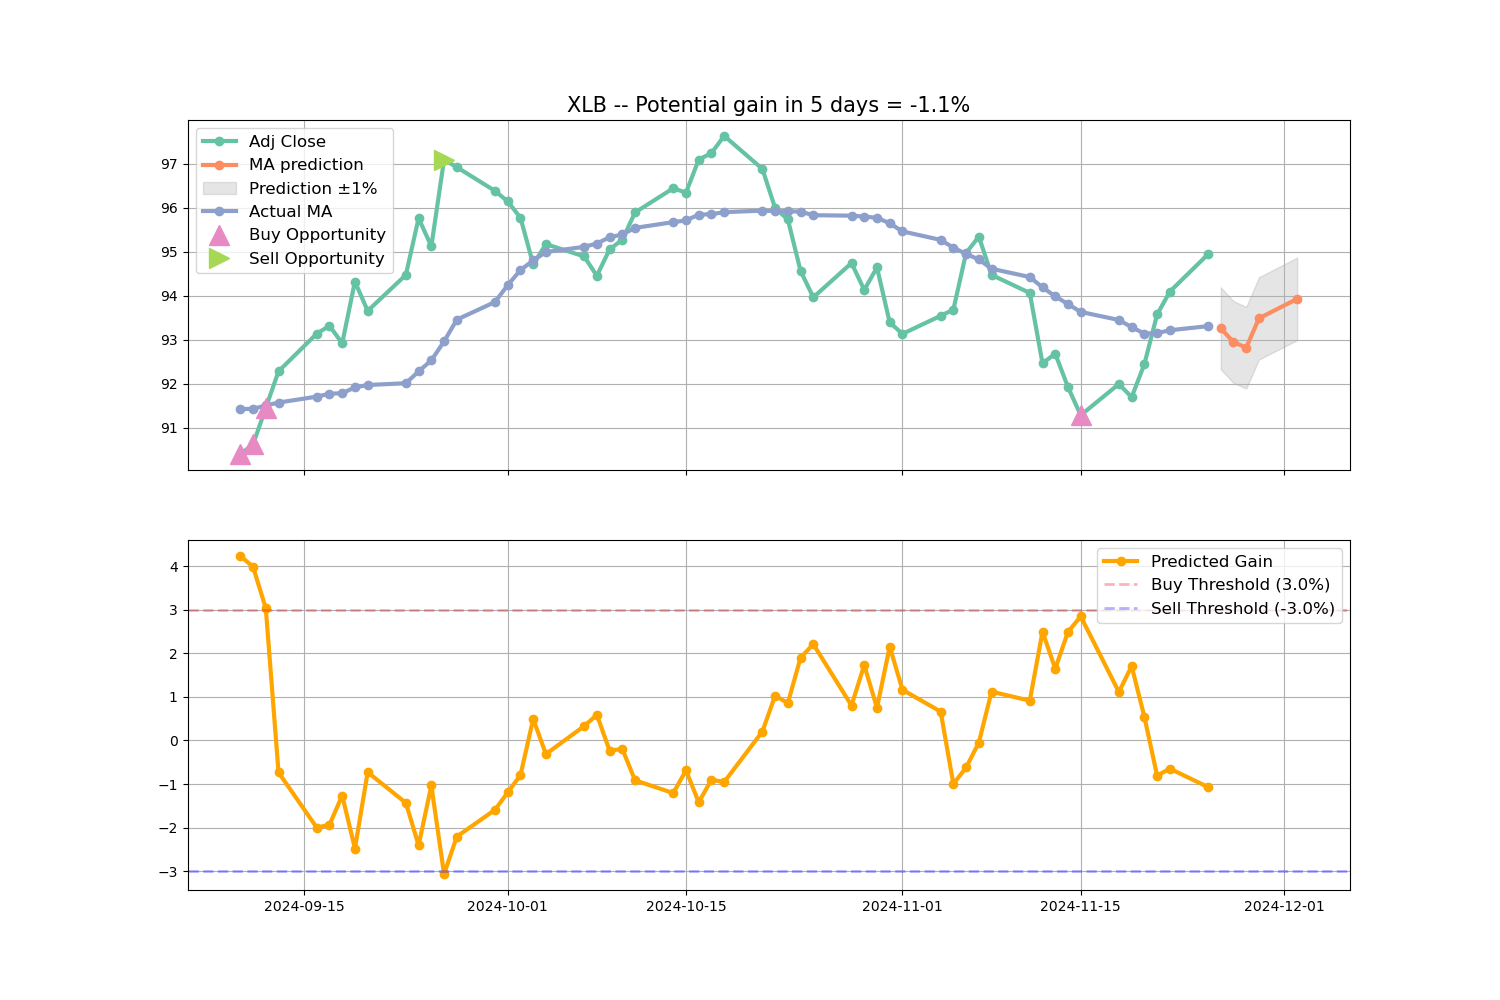 XLB -- Potential gain in 5 days = -1.1%
Adj Close
MA prediction
Prediction ±1%
Actual MA
Buy Opportunity
Sell Opportunity
97
96
95
94
93
92
91
Predicted Gain
Buy Threshold (3.0%)
Sell Threshold (-3.0%)
4
3
2
1
0
−1
−2
−3
2024-09-15 2024-10-01 2024-10-15 2024-11-01 2024-11-15 2024-12-01